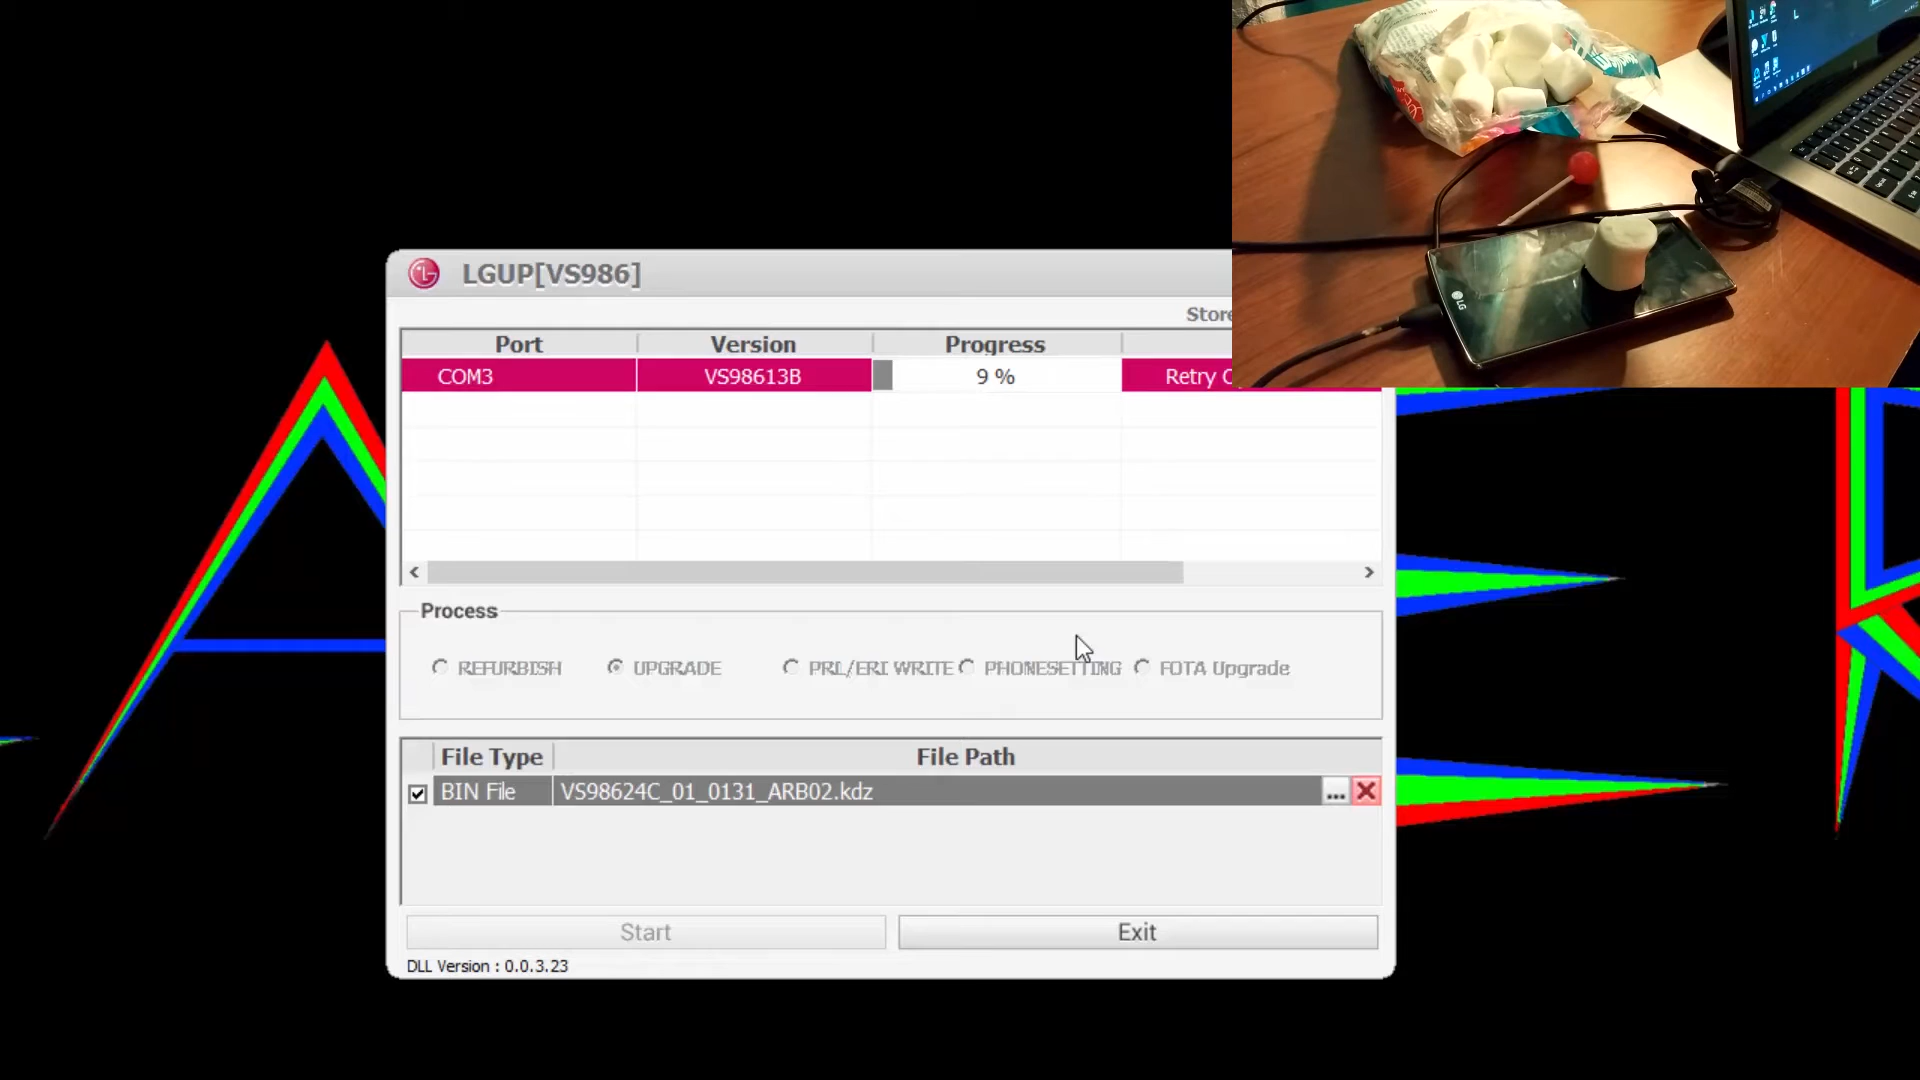 LGUP[VS986]
Store
Port Version Progress
COM3 VS98613B 9 % Retry
Process
REFURBISH UPGRADE PRL/ERI WRITE PHONESETTING FOTA Upgrade
File Type File Path
BIN File VS98624C_01_0131_ARB02.kdz ...
Start Exit
DLL Version : 0.0.3.23
LG